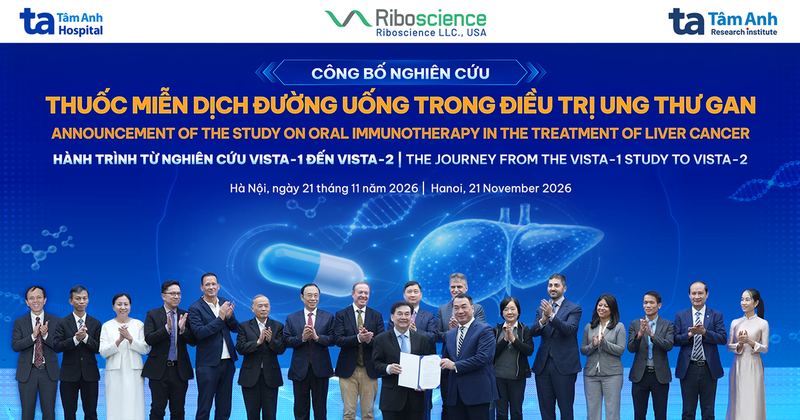 ta Tâm Anh
Hospital
Riboscience
Riboscience LLC., USA
ta Tâm Anh
Research institute
CÔNG BỐ NGHIÊN CỨU
THUỐC MIỄN DỊCH ĐƯỜNG UỐNG TRONG ĐIỀU TRỊ UNG THƯ GAN
ANNOUNCEMENT OF THE STUDY ON ORAL IMMUNOTHERAPY IN THE TREATMENT OF LIVER CANCER
HÀNH TRÌNH TỪ NGHIÊN CỨU VISTA-1 ĐẾN VISTA-2 | THE JOURNEY FROM THE VISTA-1 STUDY TO VISTA-2
Hà Nội, ngày 21 tháng 11 năm 2026 | Hanoi, 21 November 2026